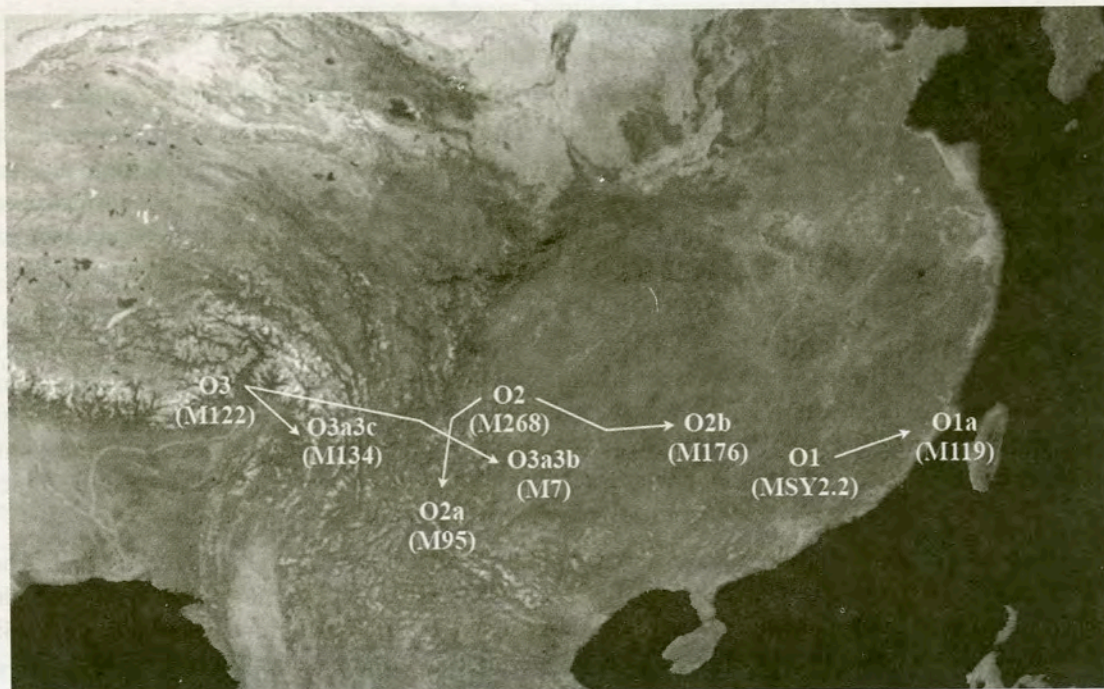 O3
(M122)
O3a3c
(M134)
O2
(M268)
O3a3b
(M7)
O2a
(M95)
O2b
(M176)
O1
(MSY2.2)
O1a
(M119)